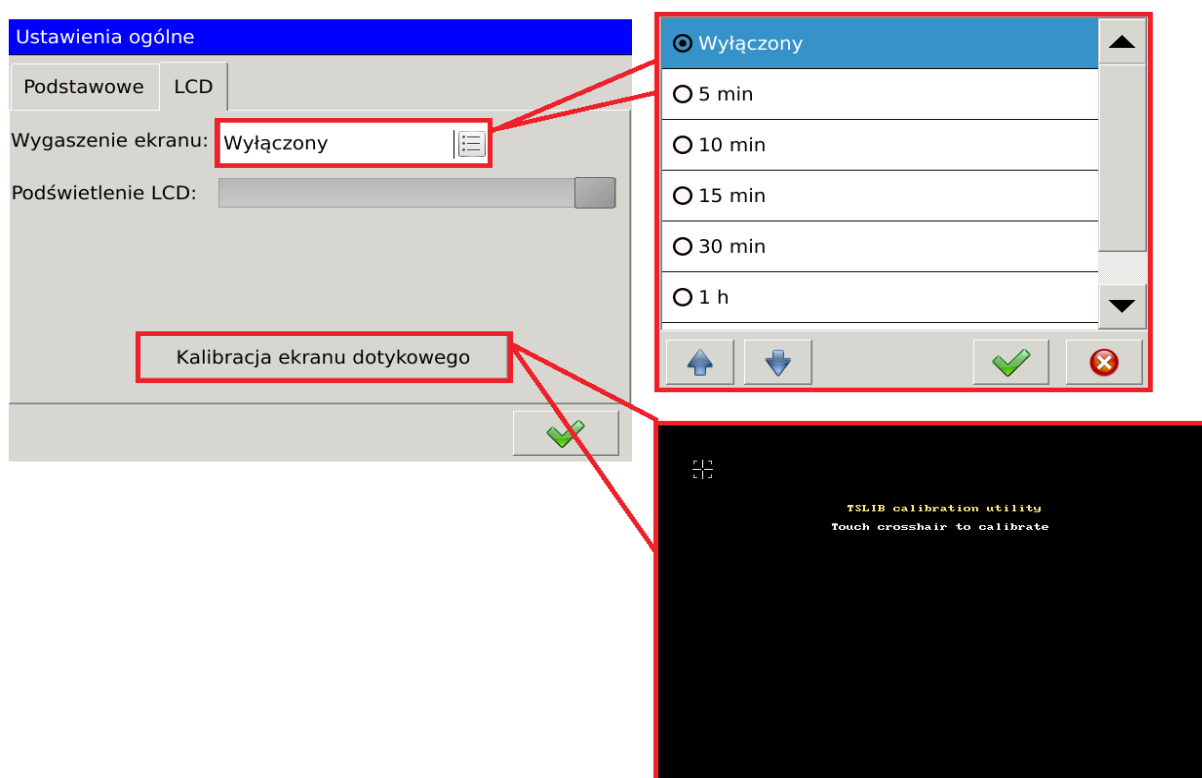 Ustawienia ogólne
Podstawowe LCD
Wygaszenie ekranu: Wyłączony
Podświetlenie LCD:
Kalibracja ekranu dotykowego
Wyłączony
5 min
10 min
15 min
30 min
1 h
TSLIB calibration utility
Touch crosshair to calibrate